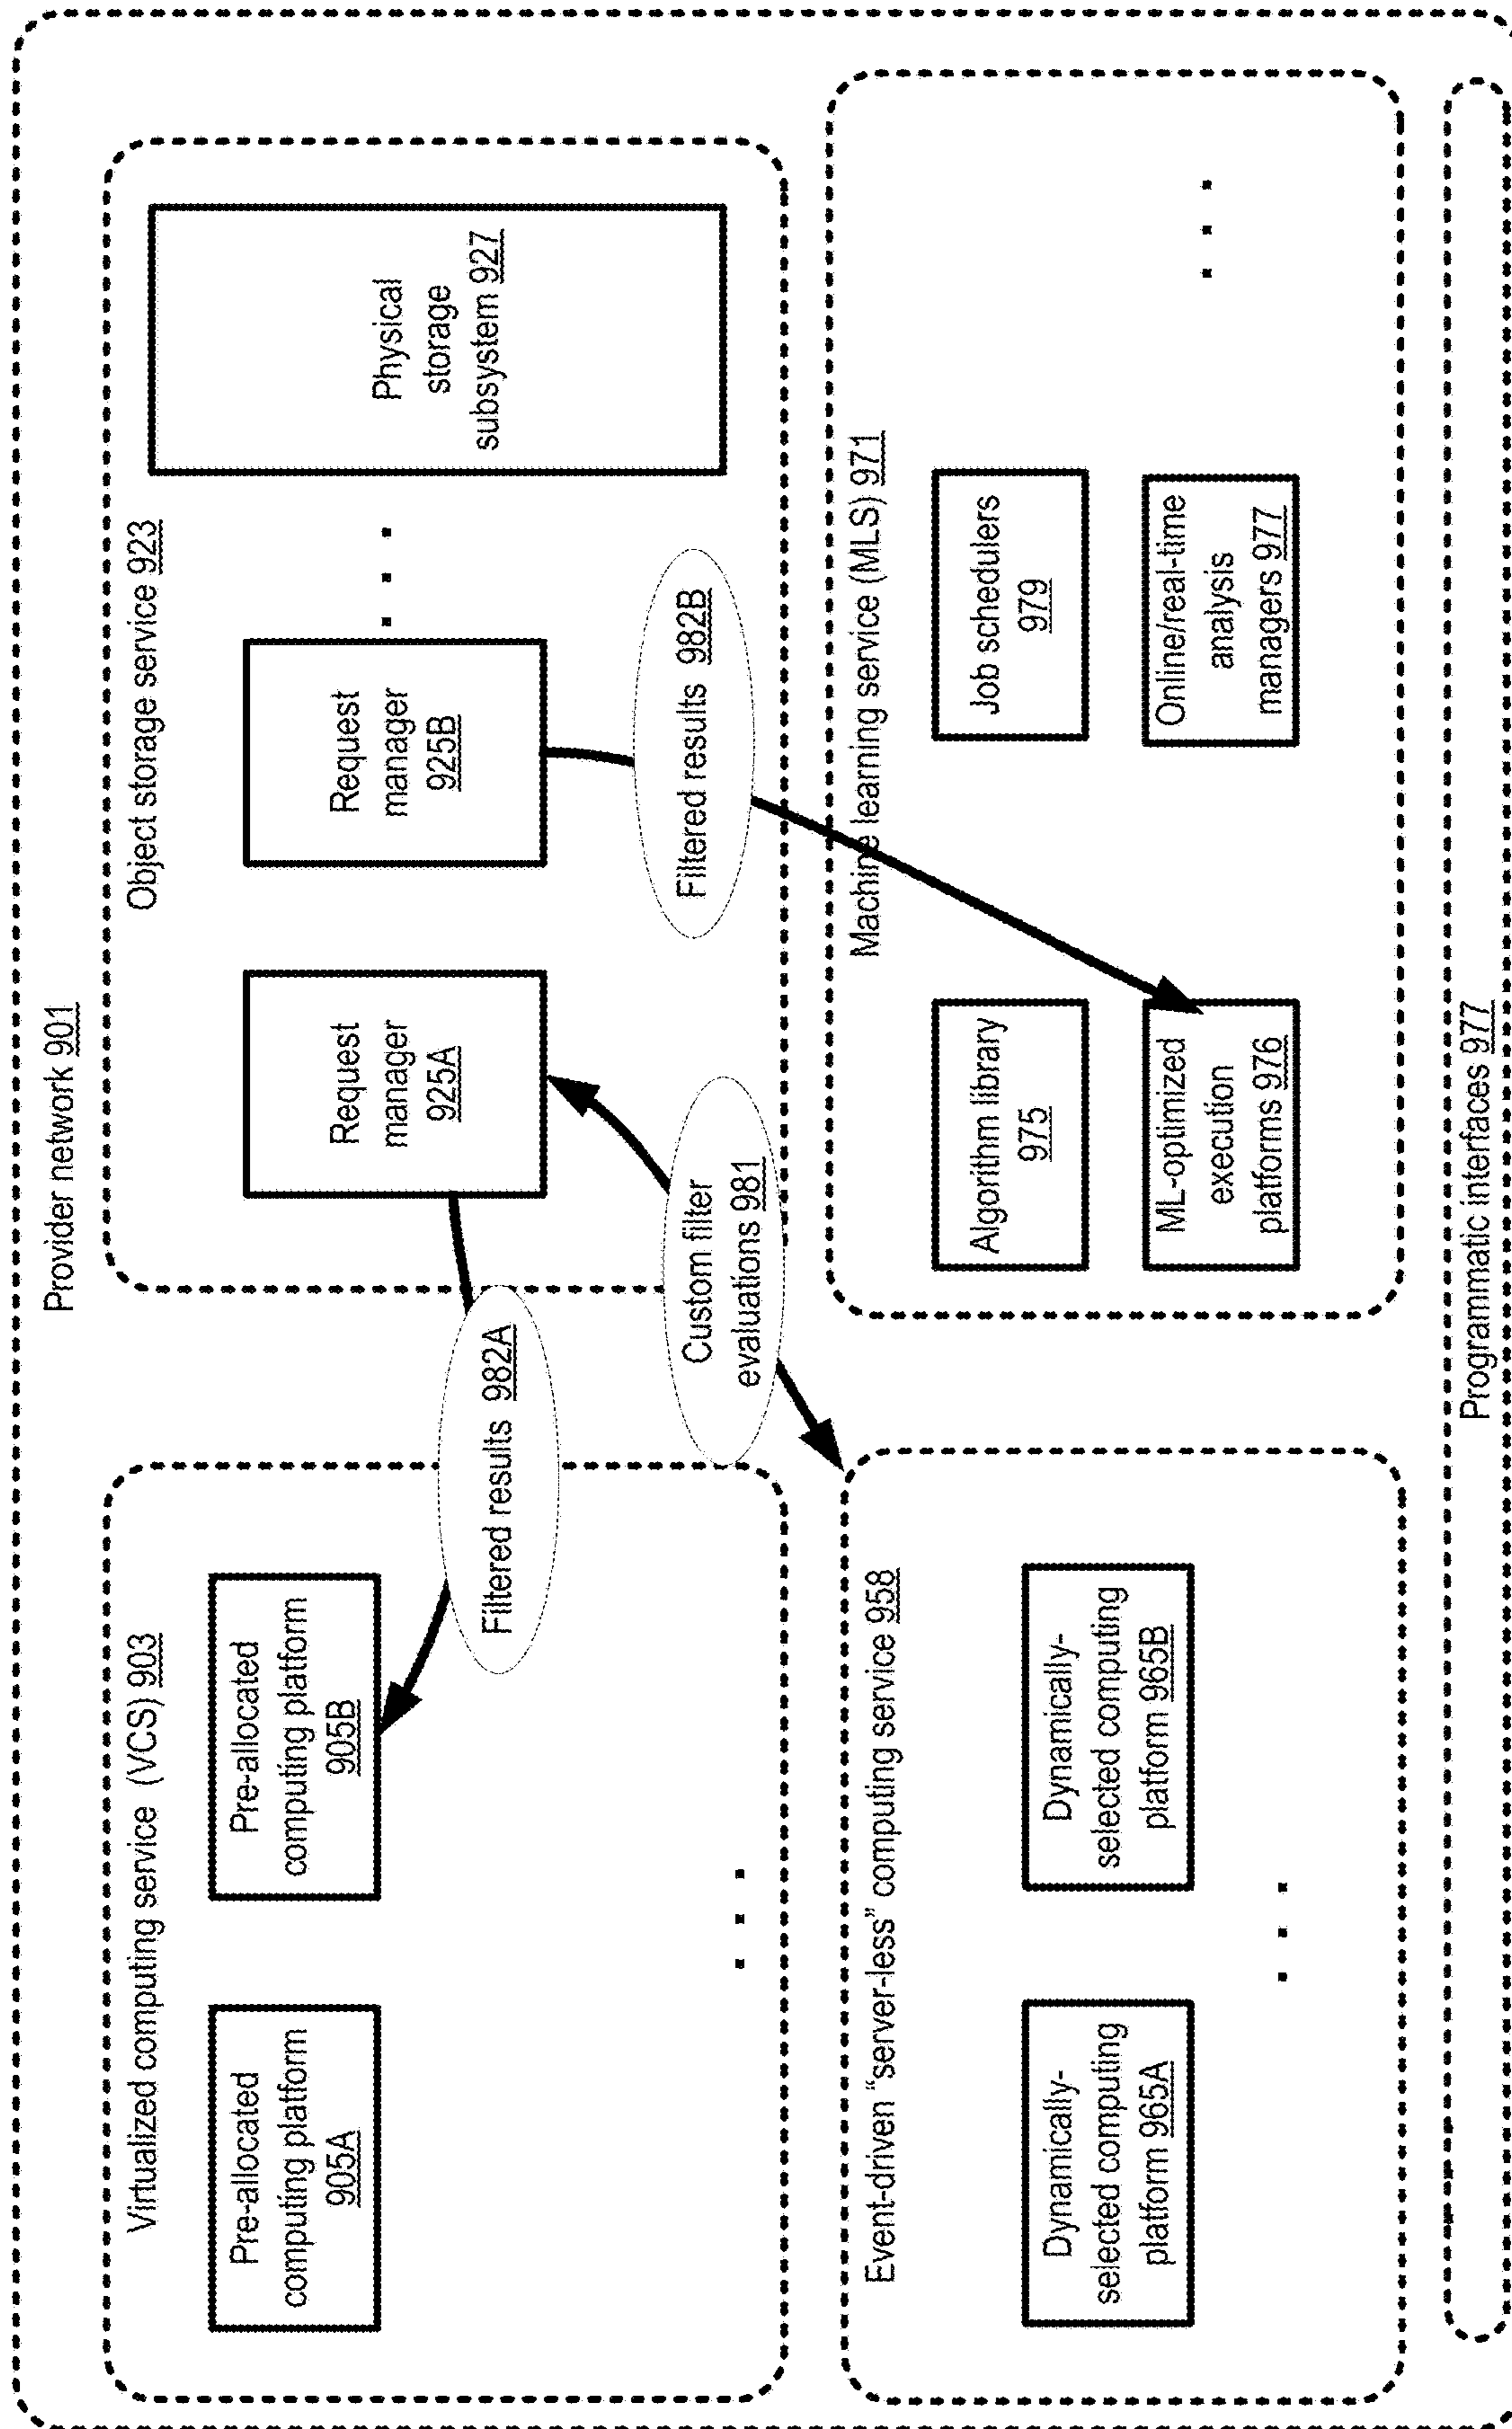 Provider network 901
Virtualized computing service (VCS) 903
Pre-allocated
computing platform
905A
Pre-allocated
computing platform
905B
. . .
Filtered results 982A
Object storage service 923
Request
manager
925A
Request
manager
925B
. . .
Physical
storage
subsystem 927
Custom filter
evaluations 981
Filtered results 982B
Event-driven “server-less” computing service 958
Dynamically-
selected computing
platform 965A
Dynamically-
selected computing
platform 965B
. . .
Machine learning service (MLS) 971
Algorithm library
975
Job schedulers
979
ML-optimized
execution
platforms 976
Online/real-time
analysis
managers 977
. . .
Programmatic interfaces 977